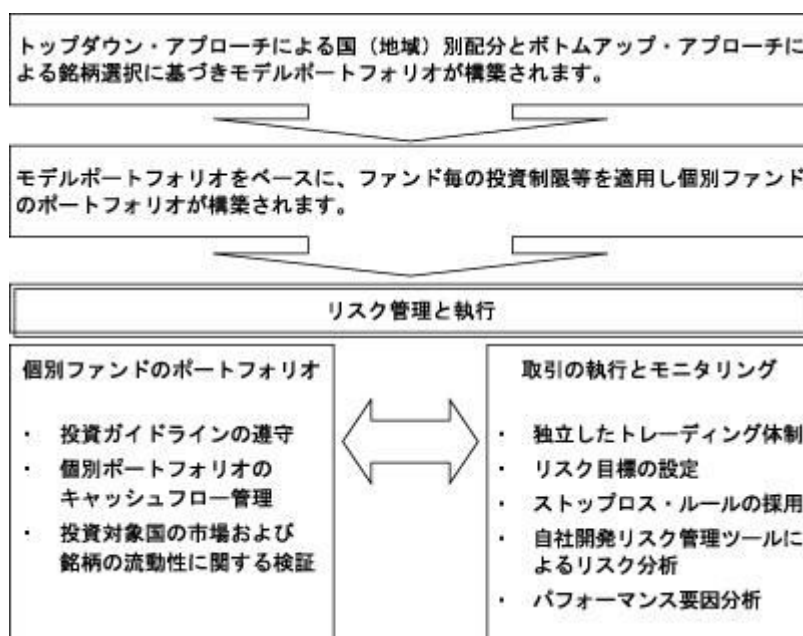 トップダウン・アプローチによる国（地域）別配分とボトムアップ・アプローチに
よる銘柄選択に基づきモデルポートフォリオが構築されます。
モデルポートフォリオをベースに、ファンド毎の投資制限等を適用し個別ファンド
のポートフォリオが構築されます。
リスク管理と執行
個別ファンドのポートフォリオ
・ 投資ガイドラインの遵守
・ 個別ポートフォリオの
キャッシュフロー管理
・ 投資対象国の市場および
銘柄の流動性に関する検証
取引の執行とモニタリング
・ 独立したトレーディング体制
・ リスク目標の設定
・ ストップロス・ルールの採用
・ 自社開発リスク管理ツールに
よるリスク分析
・ パフォーマンス要因分析